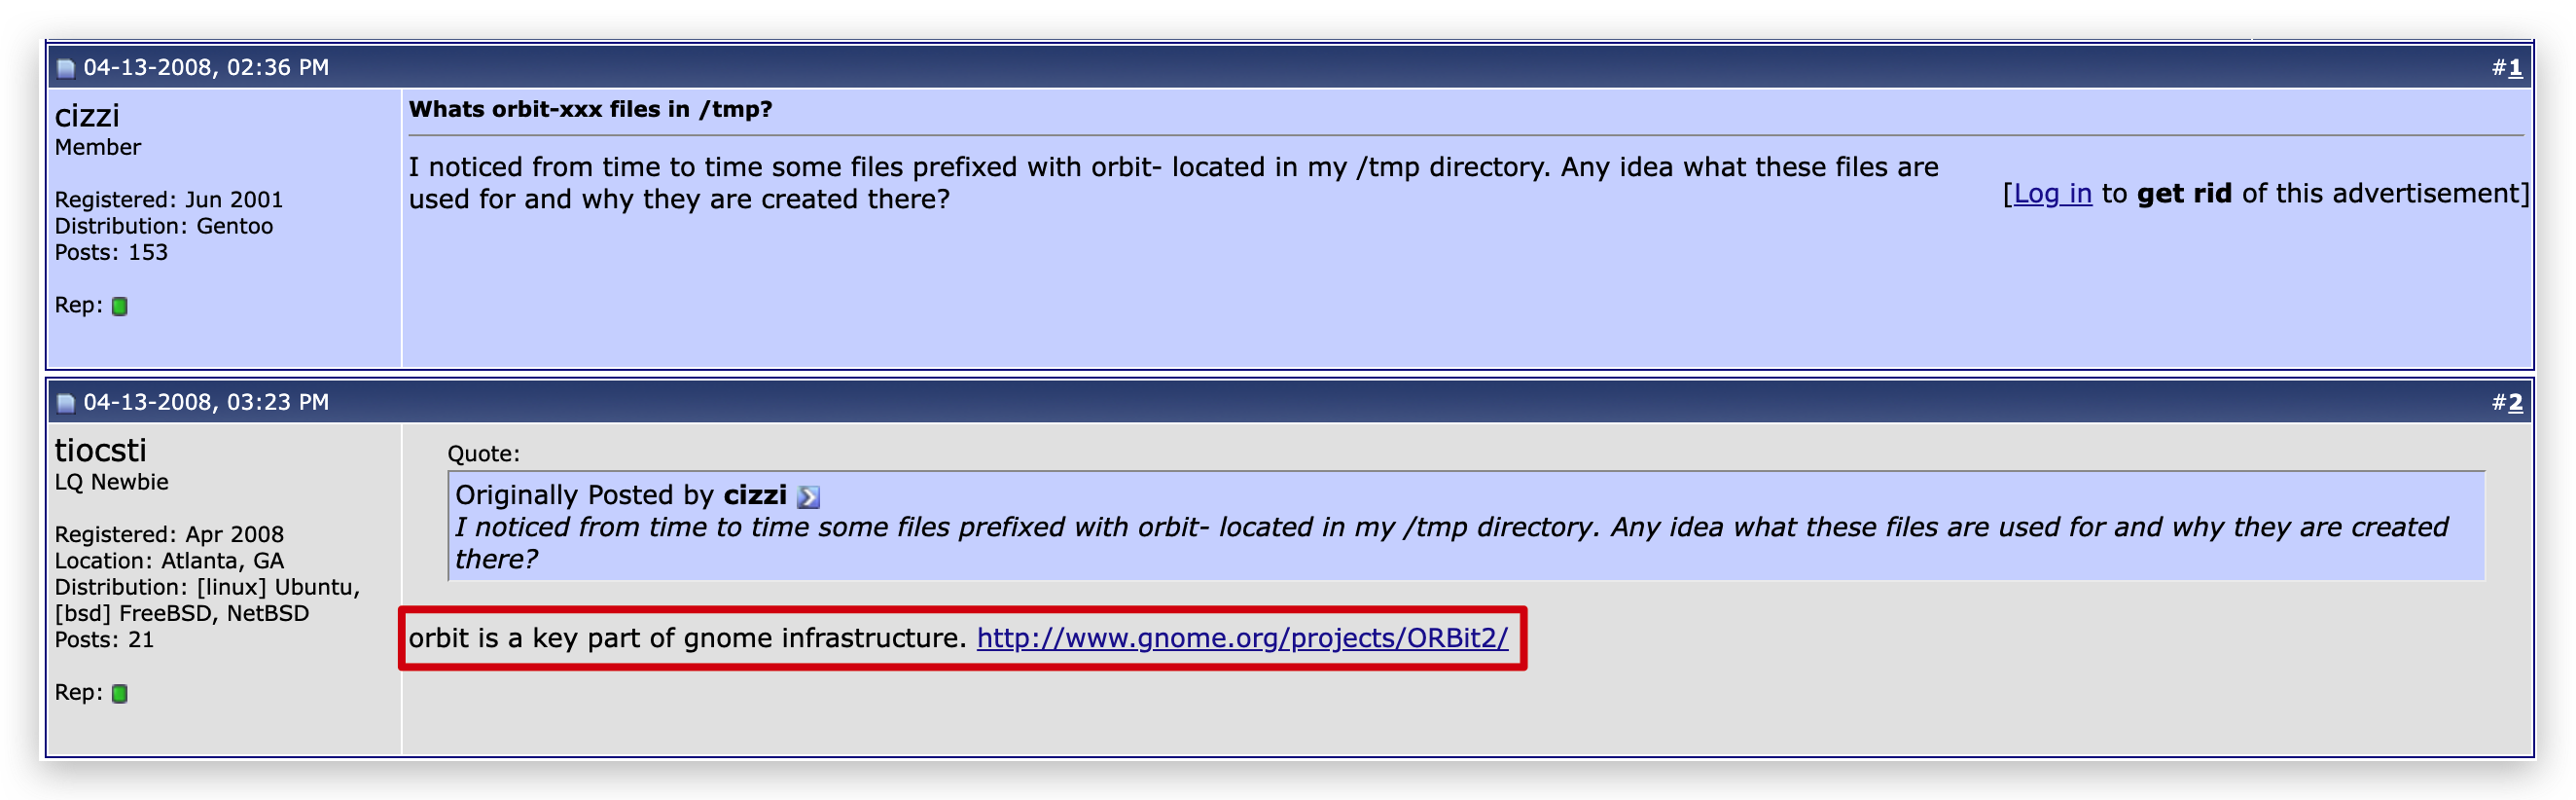 04-13-2008, 02:36 PM #1
cizzi
Member
Registered: Jun 2001
Distribution: Gentoo
Posts: 153
Rep:
Whats orbit-xxx files in /tmp?
I noticed from time to time some files prefixed with orbit- located in my /tmp directory. Any idea what these files are
used for and why they are created there?
[Log in to get rid of this advertisement]
04-13-2008, 03:23 PM #2
tiocsti
LQ Newbie
Registered: Apr 2008
Location: Atlanta, GA
Distribution: [linux] Ubuntu,
[bsd] FreeBSD, NetBSD
Posts: 21
Rep:
Quote:
Originally Posted by cizzi
I noticed from time to time some files prefixed with orbit- located in my /tmp directory. Any idea what these files are used for and why they are created
there?
orbit is a key part of gnome infrastructure. http://www.gnome.org/projects/ORBit2/